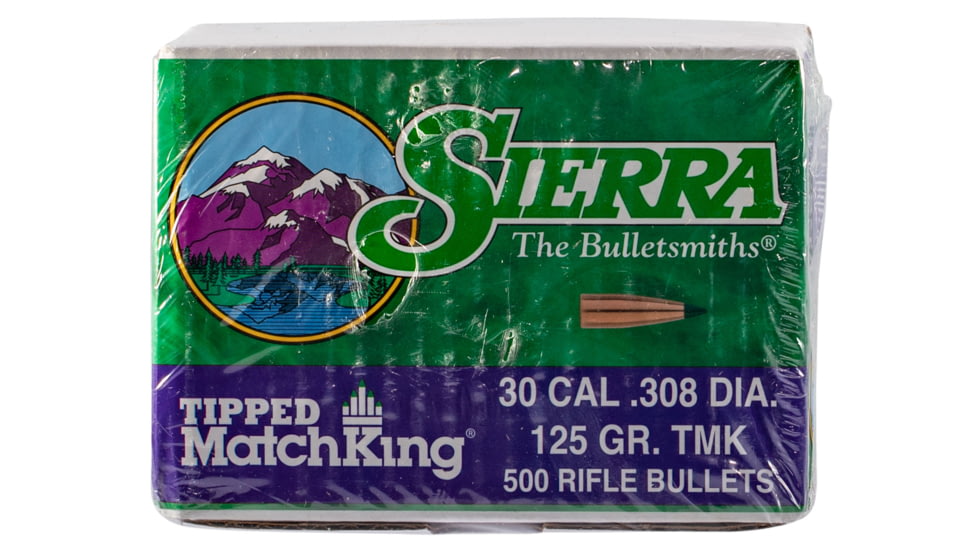 SIERRA
The Bulletsmiths®
TIPPED
MatchKing®
30 CAL .308 DIA.
125 GR. TMK
500 RIFLE BULLETS